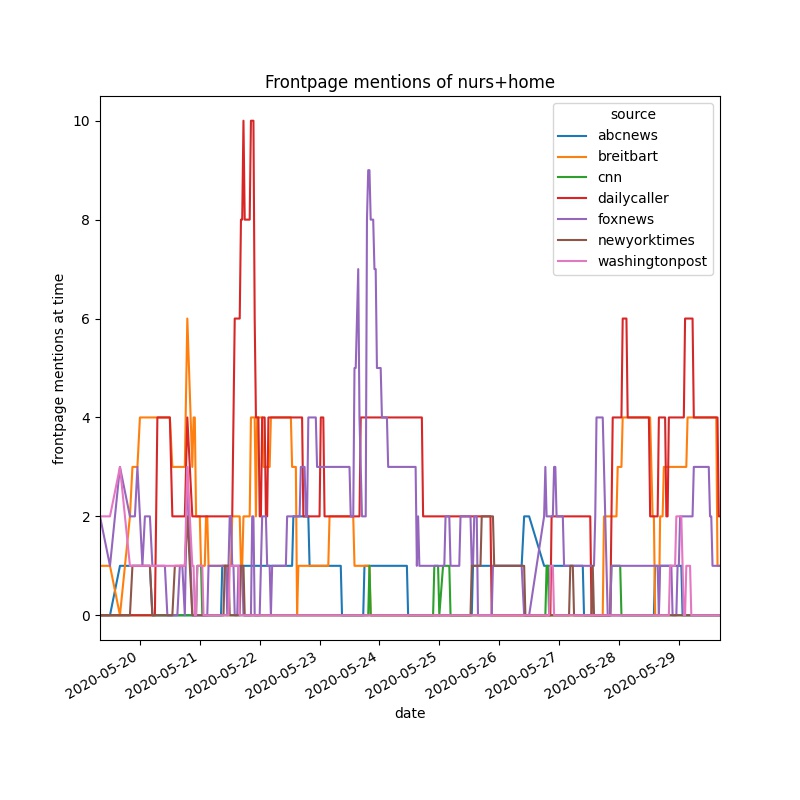 Frontpage mentions of nurs+home
source
abcnews
breitbart
cnn
dailycaller
foxnews
newyorktimes
washingtonpost
frontpage mentions at time
10
8
6
4
2
0
2020-05-20
2020-05-21
2020-05-22
2020-05-23
2020-05-24
2020-05-25
2020-05-26
2020-05-27
2020-05-28
2020-05-29
date